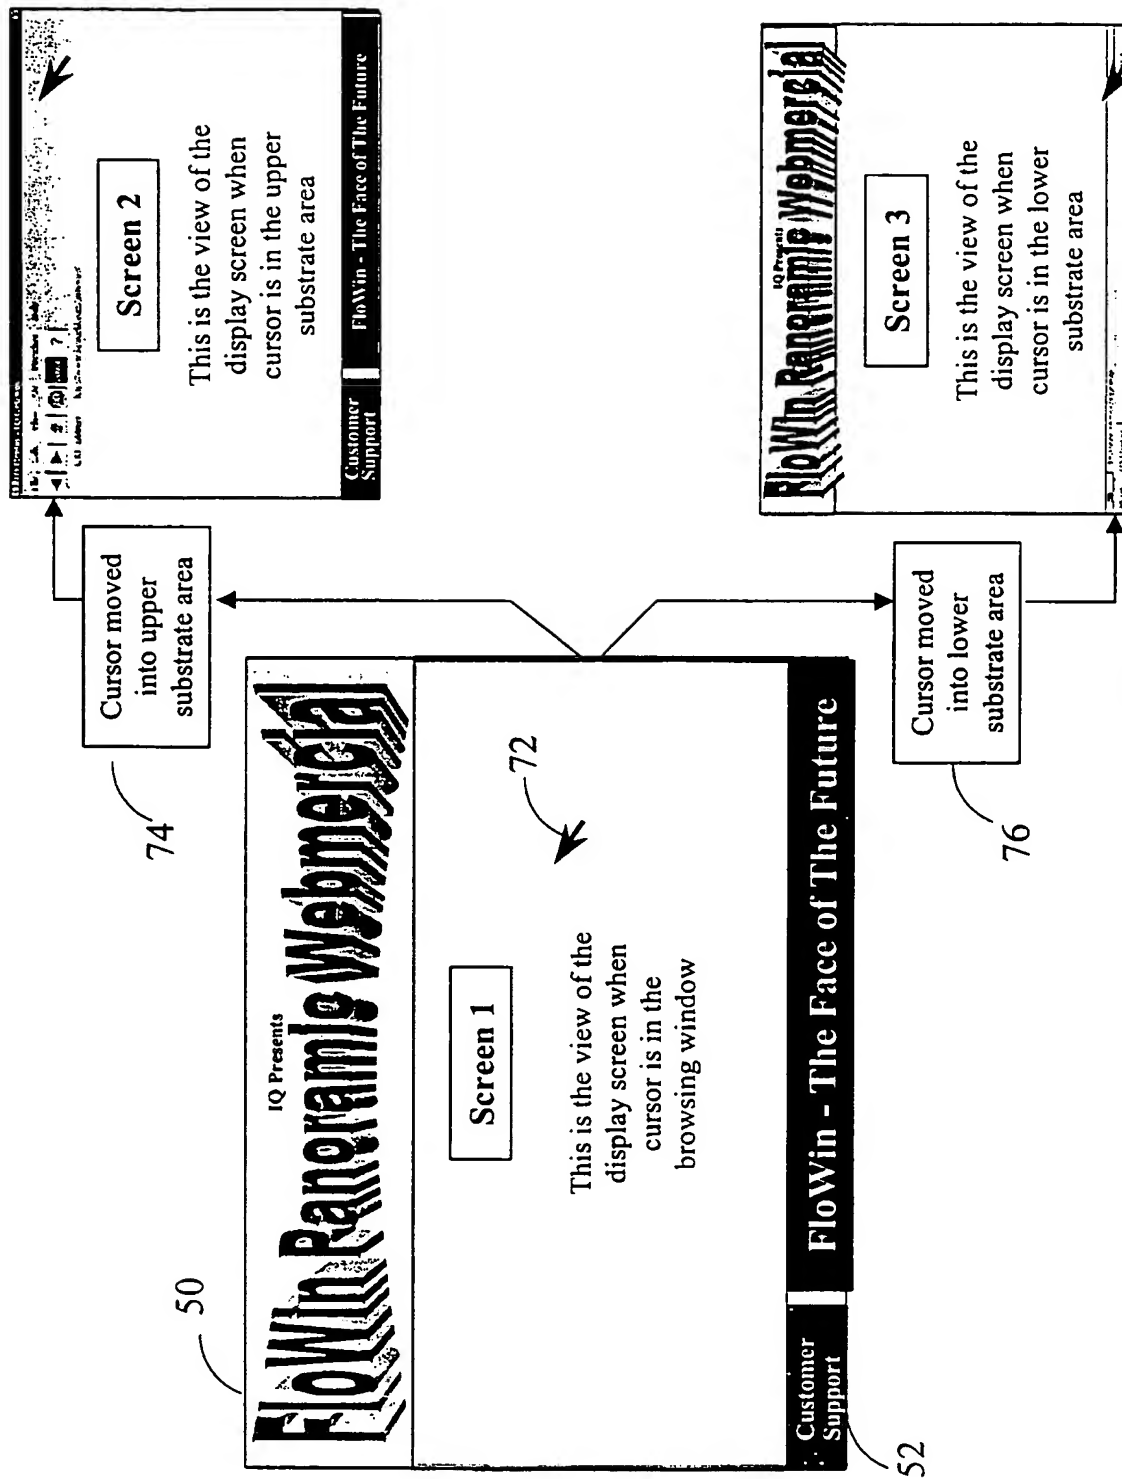 50
IQ Presents
FloWin Panoramic Webmercial
Screen 1
This is the view of the
display screen when
cursor is in the
browsing window
72
Customer
Support
FloWin - The Face of The Future
52
74
Cursor moved
into upper
substrate area
76
Cursor moved
into lower
substrate area
Screen 2
This is the view of the
display screen when
cursor is in the upper
substrate area
Customer
Support
FloWin - The Face of The Future
IQ Presents
FloWin Panoramic Webmercial
Screen 3
This is the view of the
display screen when
cursor is in the lower
substrate area